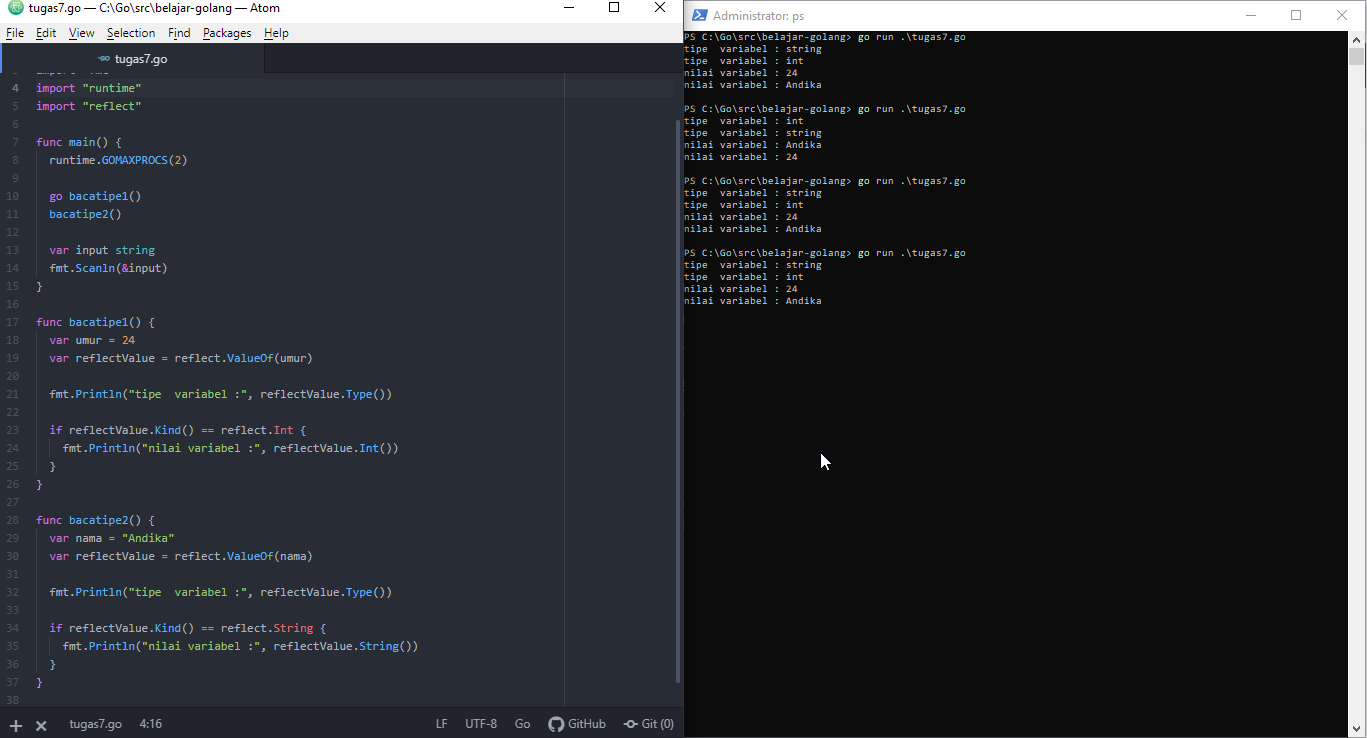 tugas7.go — C:\Go\src\belajar-golang — Atom
File Edit View Selection Find Packages Help
tugas7.go
4 import "runtime"
5 import "reflect"
6
7 func main() {
8 runtime.GOMAXPROCS(2)
9
10 go bacatipe1()
11 bacatipe2()
12
13 var input string
14 fmt.Scanln(&input)
15 }
16
17 func bacatipe1() {
18 var umur = 24
19 var reflectValue = reflect.ValueOf(umur)
20
21 fmt.Println("tipe  variabel :", reflectValue.Type())
22
23 if reflectValue.Kind() == reflect.Int {
24 fmt.Println("nilai variabel :", reflectValue.Int())
25 }
26 }
27
28 func bacatipe2() {
29 var nama = "Andika"
30 var reflectValue = reflect.ValueOf(nama)
31
32 fmt.Println("tipe  variabel :", reflectValue.Type())
33
34 if reflectValue.Kind() == reflect.String {
35 fmt.Println("nilai variabel :", reflectValue.String())
36 }
37 }
38
tugas7.go 4:16 LF UTF-8 Go GitHub Git (0)
Administrator: ps
PS C:\Go\src\belajar-golang> go run .\tugas7.go
tipe  variabel : string
tipe  variabel : int
nilai variabel : 24
nilai variabel : Andika
PS C:\Go\src\belajar-golang> go run .\tugas7.go
tipe  variabel : int
tipe  variabel : string
nilai variabel : Andika
nilai variabel : 24
PS C:\Go\src\belajar-golang> go run .\tugas7.go
tipe  variabel : string
tipe  variabel : int
nilai variabel : 24
nilai variabel : Andika
PS C:\Go\src\belajar-golang> go run .\tugas7.go
tipe  variabel : string
tipe  variabel : int
nilai variabel : 24
nilai variabel : Andika